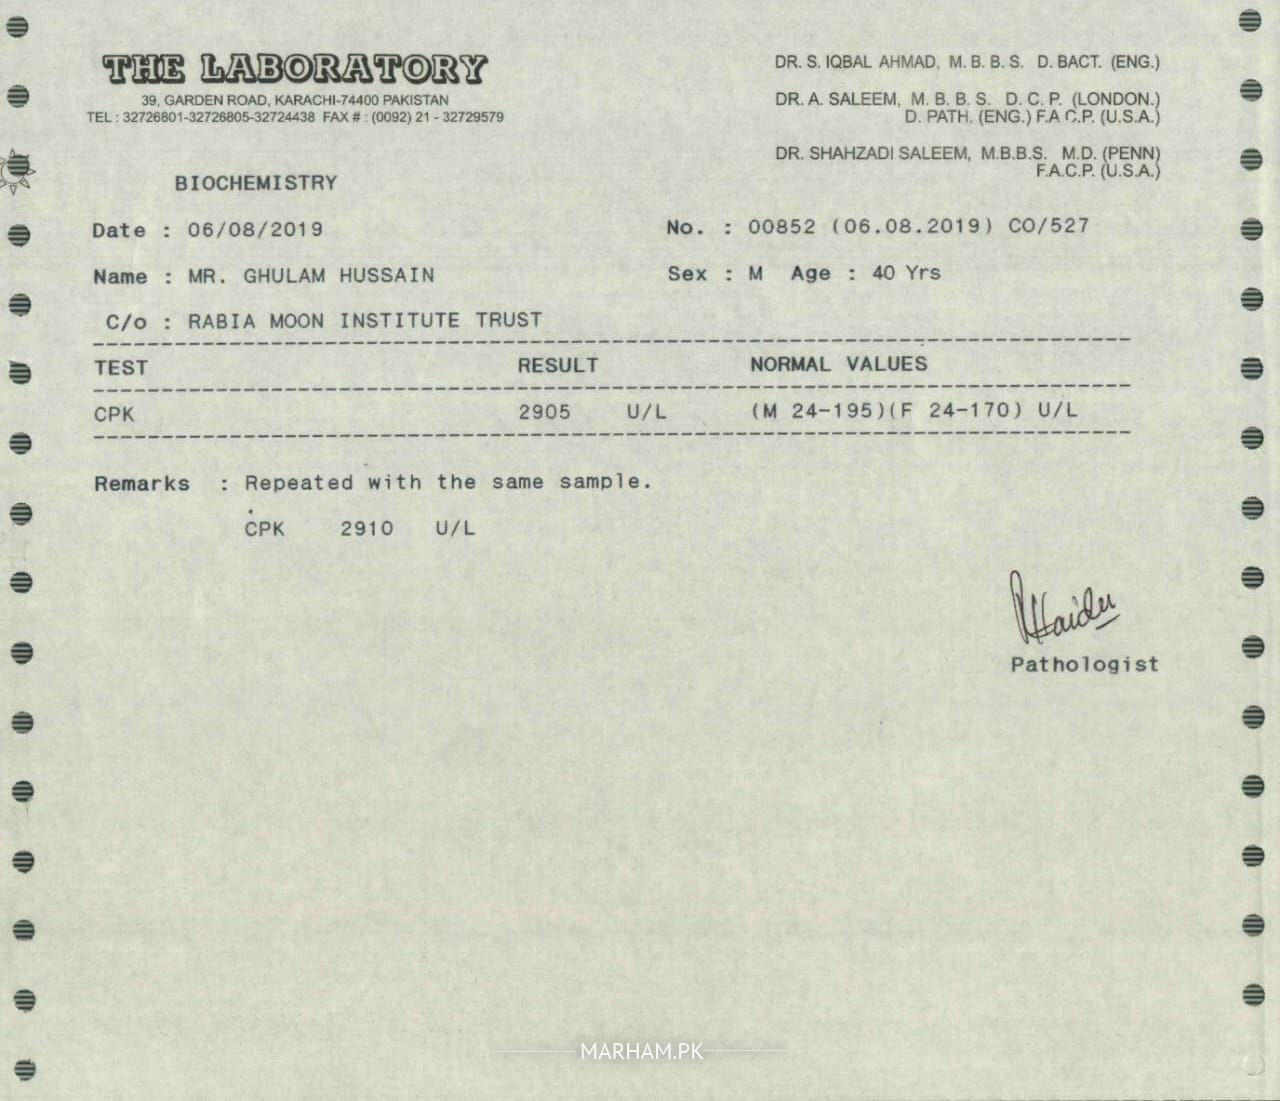 THE LABORATORY
39, GARDEN ROAD, KARACHI-74400 PAKISTAN
TEL : 32726801-32726805-32724438 FAX # : (0092) 21 - 32729579
DR. S. IQBAL AHMAD, M. B. B. S. D. BACT. (ENG.)
DR. A. SALEEM, M. B. B. S. D. C. P. (LONDON.)
D. PATH. (ENG.) F.A C.P. (U.S.A.)
DR. SHAHZADI SALEEM, M.B.B.S. M.D. (PENN)
F.A.C.P. (U.S.A.)
BIOCHEMISTRY
Date : 06/08/2019 No. : 00852 (06.08.2019) CO/527
Name : MR. GHULAM HUSSAIN Sex : M Age : 40 Yrs
C/o : RABIA MOON INSTITUTE TRUST
TEST RESULT NORMAL VALUES
CPK 2905 U/L (M 24-195)(F 24-170) U/L
Remarks : Repeated with the same sample.
CPK 2910 U/L
Pathologist
MARHAM.PK